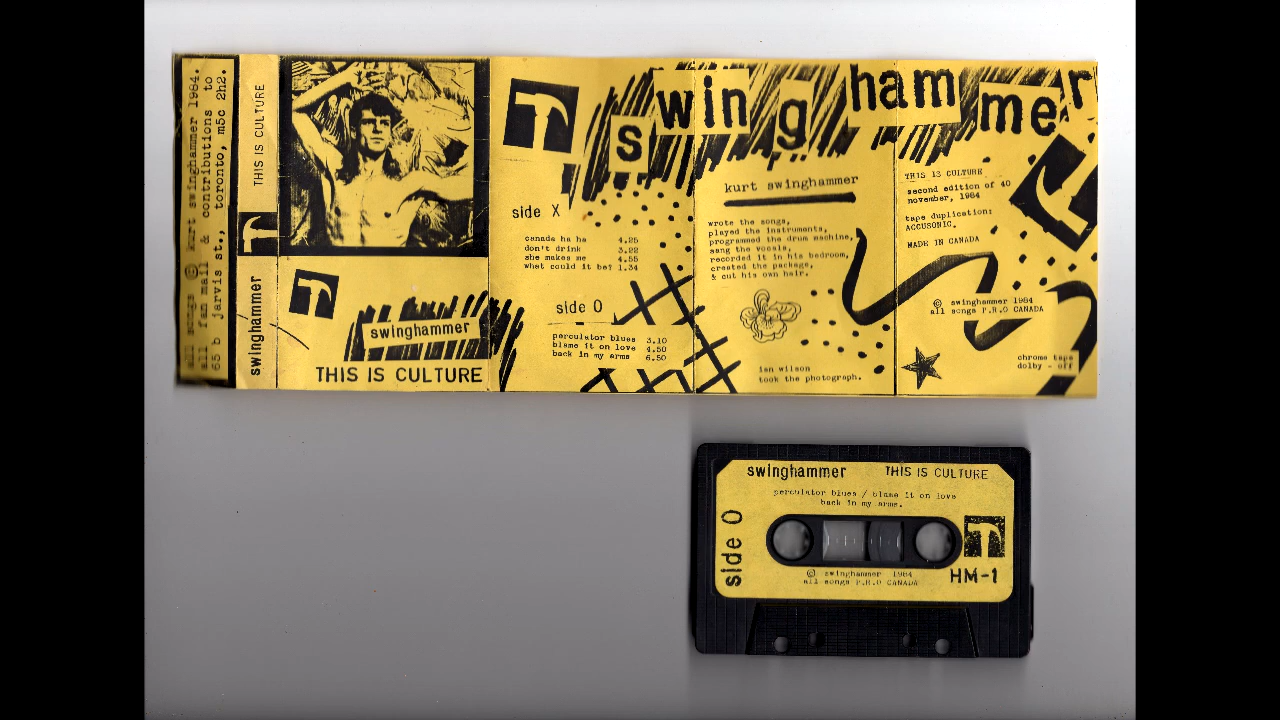 all songs © kurt swinghammer 1984.
all fan mail & contributions to
65 b jarvis st., toronto, m5c 2h2.
THIS IS CULTURE
swinghammer
swinghammer
THIS IS CULTURE
swinghammer
side X
canada ha ha 4.25
don't drink 3.22
she makes me 4.55
what could it be? 1.34
side O
perculator blues 3.10
blame it on love 4.50
back in my arms 6.50
kurt swinghammer
wrote the songs,
played the instruments,
programmed the drum machine,
sang the vocals,
recorded it in his bedroom,
created the package,
& cut his own hair.
ian wilson
took the photograph.
THIS IS CULTURE
second edition of 40
november, 1984
tape duplication:
ACCUSONIC.
MADE IN CANADA
© swinghammer 1984
all songs P.R.O CANADA
chrome tape
dolby - off
swinghammer THIS IS CULTURE
perculator blues / blame it on love
back in my arms.
side O
© swinghammer 1984
all songs P.R.O CANADA
HM-1